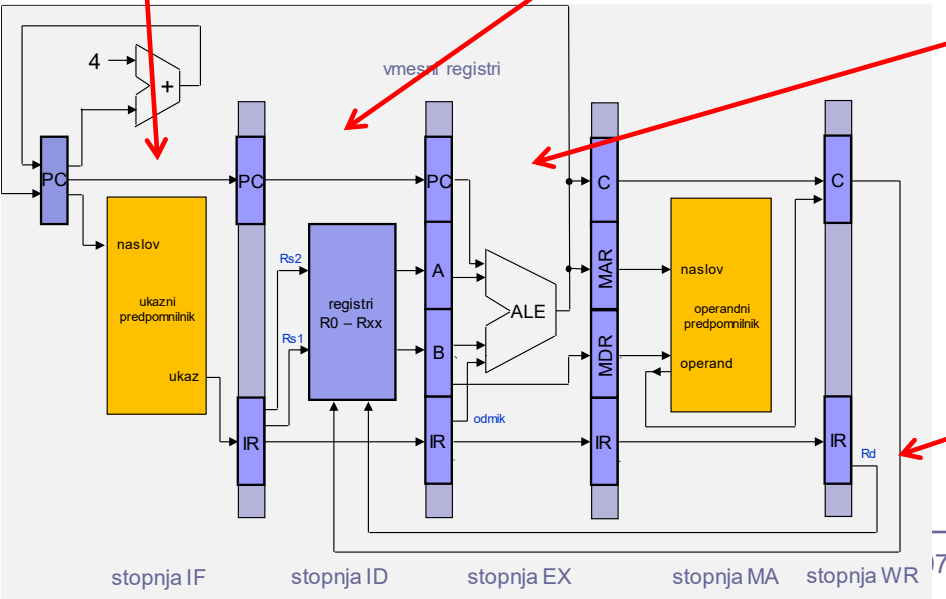 4
+
vmesni registri
PC
PC
PC
C
C
naslov
ukazni
predpomnilnik
ukaz
IR
Rs2
Rs1
registri
R0 – Rxx
A
B
IR
odmik
ALE
MAR
MDR
IR
naslov
operandni
predpomnilnik
operand
IR
Rd
stopnja IF
stopnja ID
stopnja EX
stopnja MA
stopnja WR